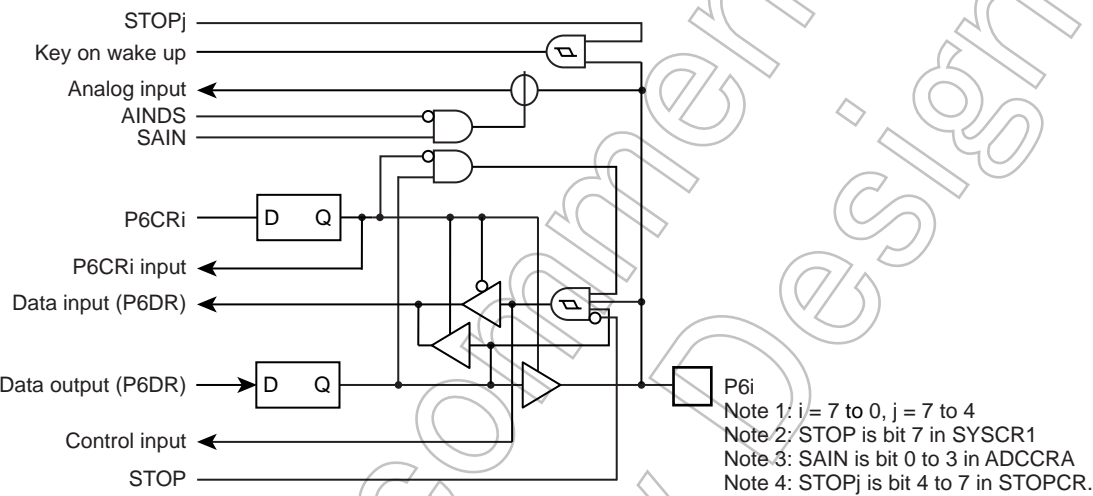 STOPj
Key on wake up
Analog input
AINDS
SAIN
P6CRi
D Q
P6CRi input
Data input (P6DR)
Data output (P6DR)
D Q
P6i
Note 1: i = 7 to 0, j = 7 to 4
Note 2: STOP is bit 7 in SYSCR1
Note 3: SAIN is bit 0 to 3 in ADCCRA
Note 4: STOPj is bit 4 to 7 in STOPCR.
Control input
STOP
Design